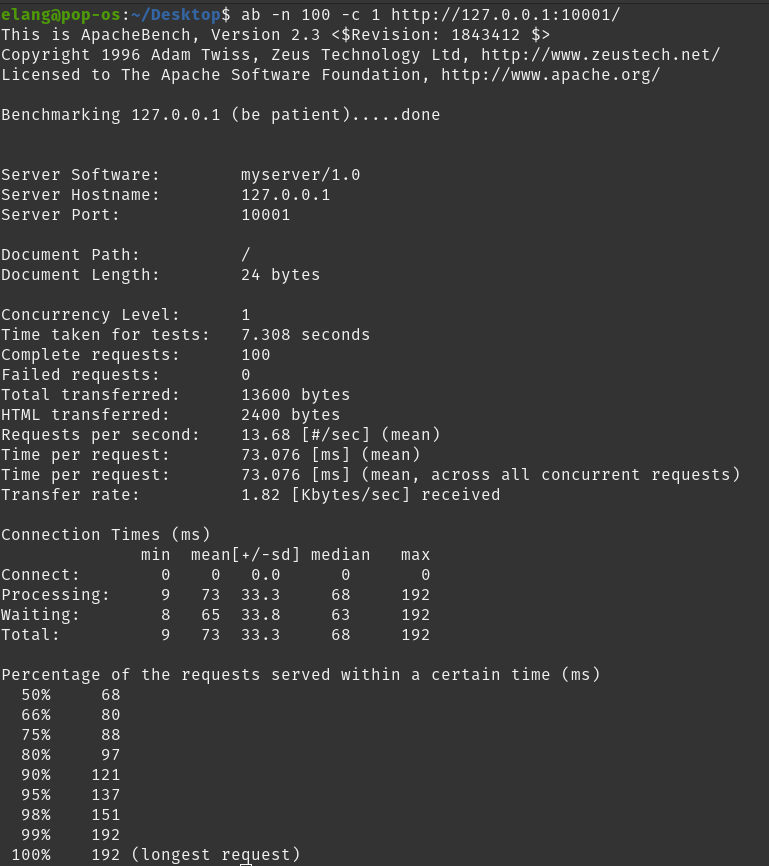 elang@pop-os:~/Desktop$ ab -n 100 -c 1 http://127.0.0.1:10001/
This is ApacheBench, Version 2.3 <$Revision: 1843412 $>
Copyright 1996 Adam Twiss, Zeus Technology Ltd, http://www.zeustech.net/
Licensed to The Apache Software Foundation, http://www.apache.org/

Benchmarking 127.0.0.1 (be patient).....done


Server Software:        myserver/1.0
Server Hostname:        127.0.0.1
Server Port:            10001

Document Path:          /
Document Length:        24 bytes

Concurrency Level:      1
Time taken for tests:   7.308 seconds
Complete requests:      100
Failed requests:        0
Total transferred:      13600 bytes
HTML transferred:       2400 bytes
Requests per second:    13.68 [#/sec] (mean)
Time per request:       73.076 [ms] (mean)
Time per request:       73.076 [ms] (mean, across all concurrent requests)
Transfer rate:          1.82 [Kbytes/sec] received

Connection Times (ms)
              min  mean[+/-sd] median   max
Connect:        0    0   0.0      0       0
Processing:     9   73  33.3     68     192
Waiting:        8   65  33.8     63     192
Total:          9   73  33.3     68     192

Percentage of the requests served within a certain time (ms)
  50%     68
  66%     80
  75%     88
  80%     97
  90%    121
  95%    137
  98%    151
  99%    192
 100%    192 (longest request)